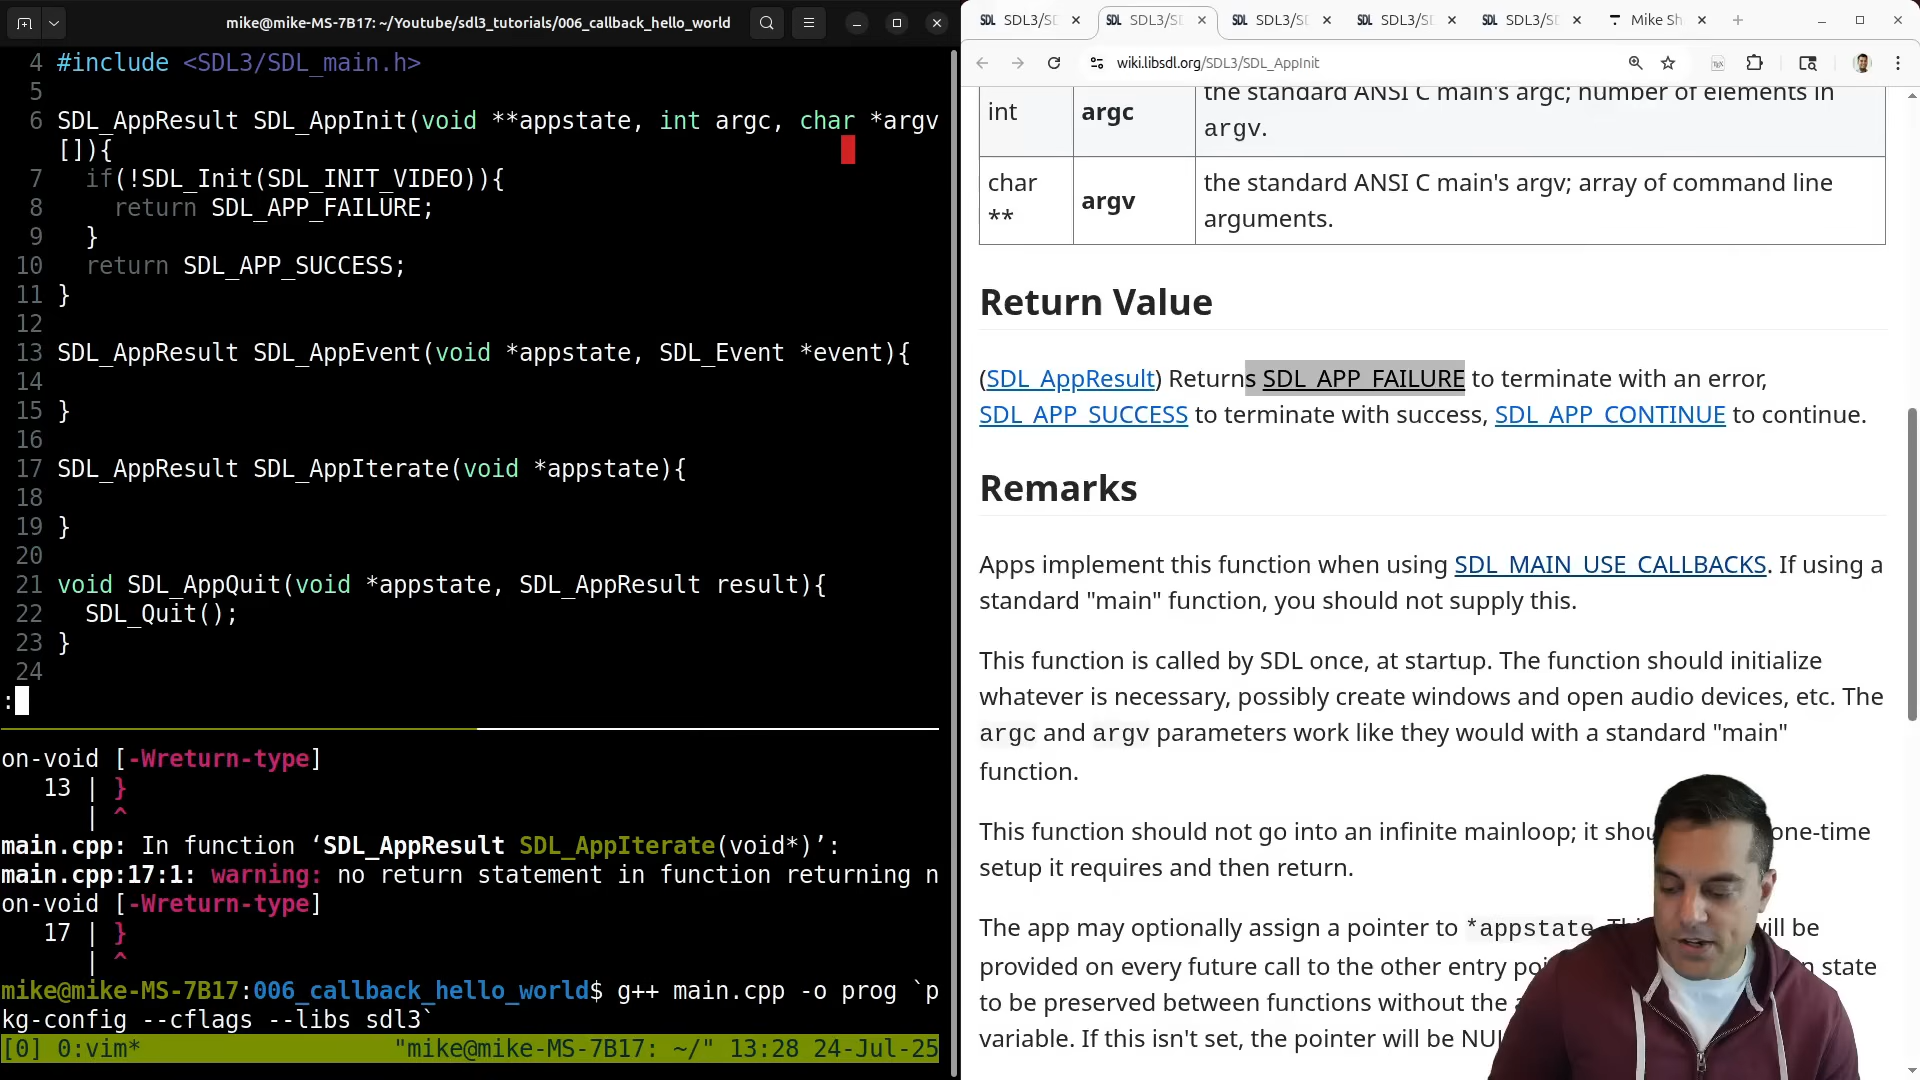 mike@mike-MS-7B17: ~/Youtube/sdl3_tutorials/006_callback_hello_world
4 #include <SDL3/SDL_main.h>
5
6 SDL_AppResult SDL_AppInit(void **appstate, int argc, char *argv
[]){
7 if(!SDL_Init(SDL_INIT_VIDEO)){
8 return SDL_APP_FAILURE;
9 }
10 return SDL_APP_SUCCESS;
11 }
12
13 SDL_AppResult SDL_AppEvent(void *appstate, SDL_Event *event){
14
15 }
16
17 SDL_AppResult SDL_AppIterate(void *appstate){
18
19 }
20
21 void SDL_AppQuit(void *appstate, SDL_AppResult result){
22 SDL_Quit();
23 }
24
:
on-void [-Wreturn-type]
13 | }
| ^
main.cpp: In function ‘SDL_AppResult SDL_AppIterate(void*)’:
main.cpp:17:1: warning: no return statement in function returning n
on-void [-Wreturn-type]
17 | }
| ^
mike@mike-MS-7B17:006_callback_hello_world$ g++ main.cpp -o prog `p
kg-config --cflags --libs sdl3`
[0] 0:vim* "mike@mike-MS-7B17: ~/" 13:28 24-Jul-25
SDL SDL3/SD
SDL SDL3/SD
SDL SDL3/SD
SDL SDL3/SD
SDL SDL3/SD
Mike Sh
wiki.libsdl.org/SDL3/SDL_AppInit
int argc the standard ANSI C main's argc; number of elements in
argv.
char
** argv the standard ANSI C main's argv; array of command line
arguments.
Return Value
(SDL_AppResult) Returns SDL_APP_FAILURE to terminate with an error,
SDL_APP_SUCCESS to terminate with success, SDL_APP_CONTINUE to continue.
Remarks
Apps implement this function when using SDL_MAIN_USE_CALLBACKS. If using a
standard "main" function, you should not supply this.
This function is called by SDL once, at startup. The function should initialize
whatever is necessary, possibly create windows and open audio devices, etc. The
argc and argv parameters work like they would with a standard "main"
function.
This function should not go into an infinite mainloop; it shou one-time
setup it requires and then return.
The app may optionally assign a pointer to *appstate. will be
provided on every future call to the other entry state
to be preserved between functions without the
variable. If this isn't set, the pointer will be